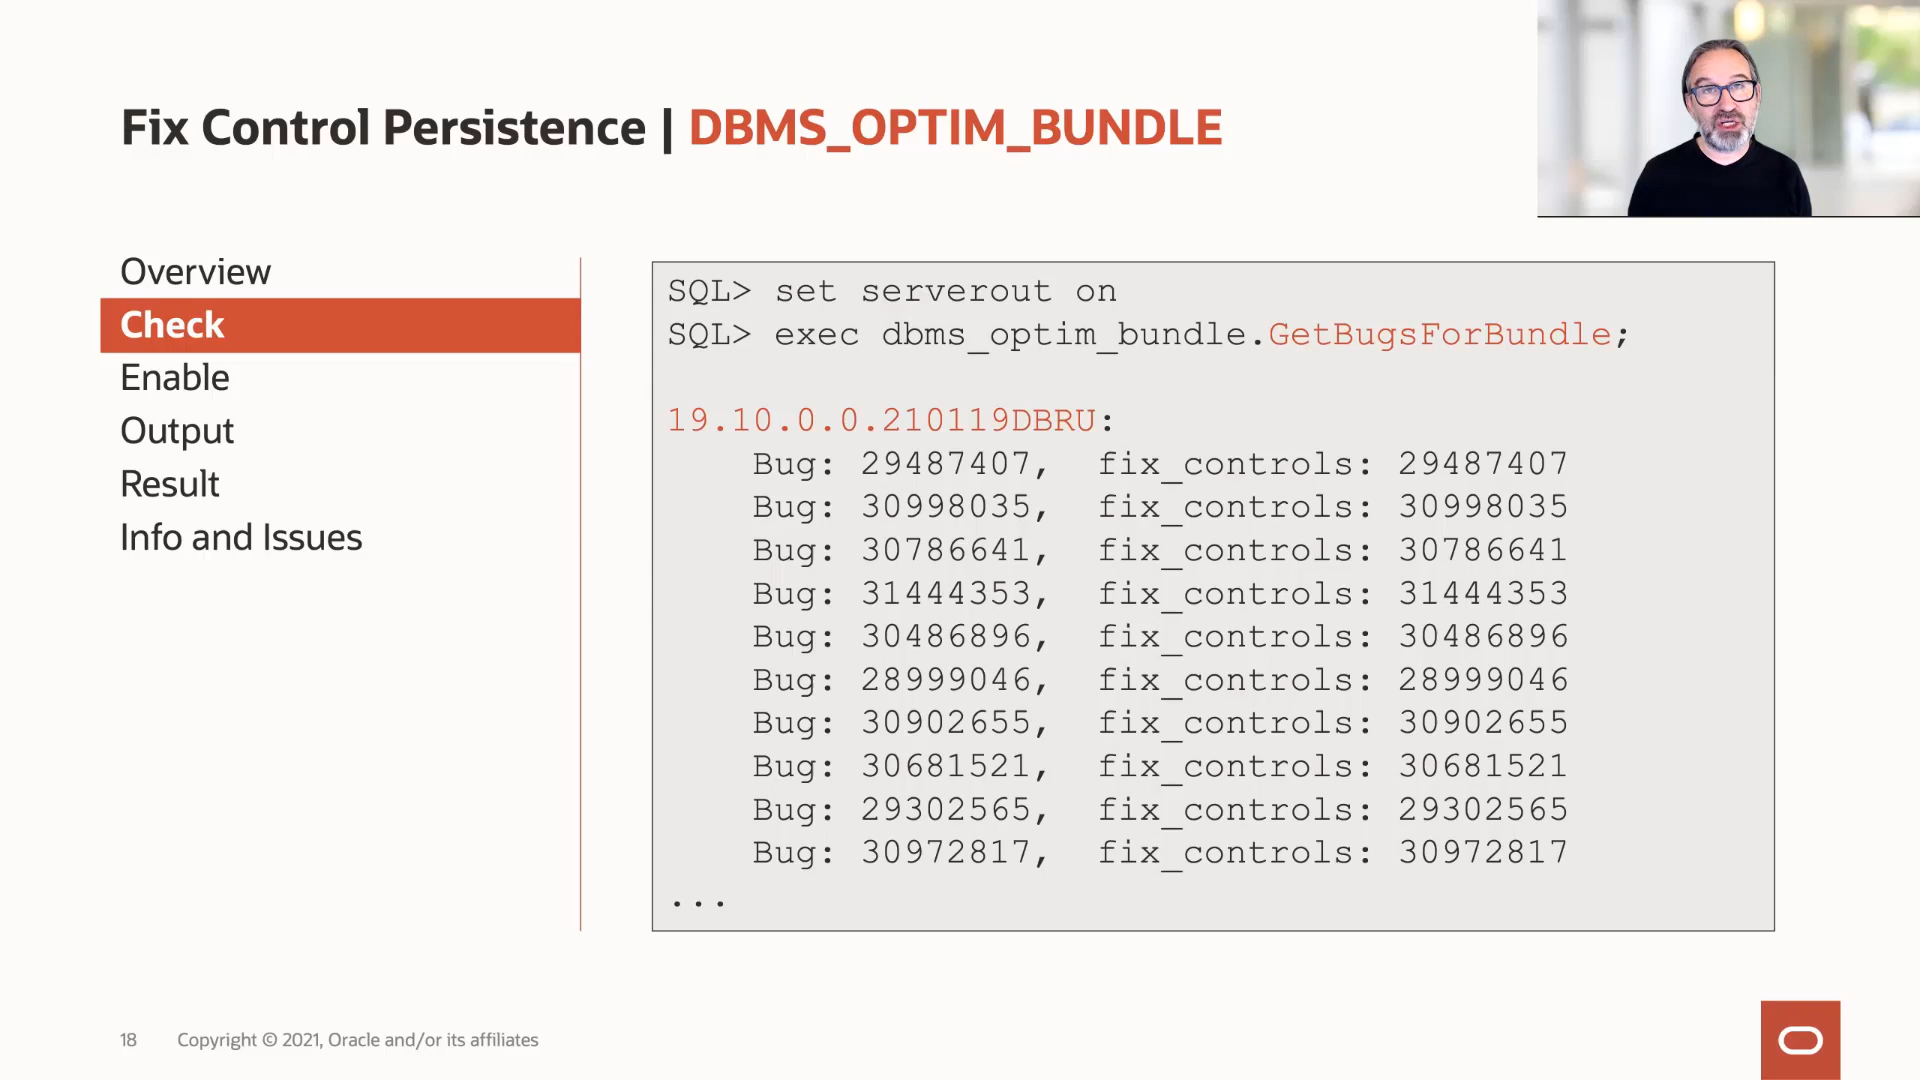 Fix Control Persistence | DBMS_OPTIM_BUNDLE
Overview
Check
Enable
Output
Result
Info and Issues
SQL> set serverout on
SQL> exec dbms_optim_bundle.GetBugsForBundle;
19.10.0.0.210119DBRU:
Bug: 29487407, fix_controls: 29487407
Bug: 30998035, fix_controls: 30998035
Bug: 30786641, fix_controls: 30786641
Bug: 31444353, fix_controls: 31444353
Bug: 30486896, fix_controls: 30486896
Bug: 28999046, fix_controls: 28999046
Bug: 30902655, fix_controls: 30902655
Bug: 30681521, fix_controls: 30681521
Bug: 29302565, fix_controls: 29302565
Bug: 30972817, fix_controls: 30972817
...
18 Copyright © 2021, Oracle and/or its affiliates